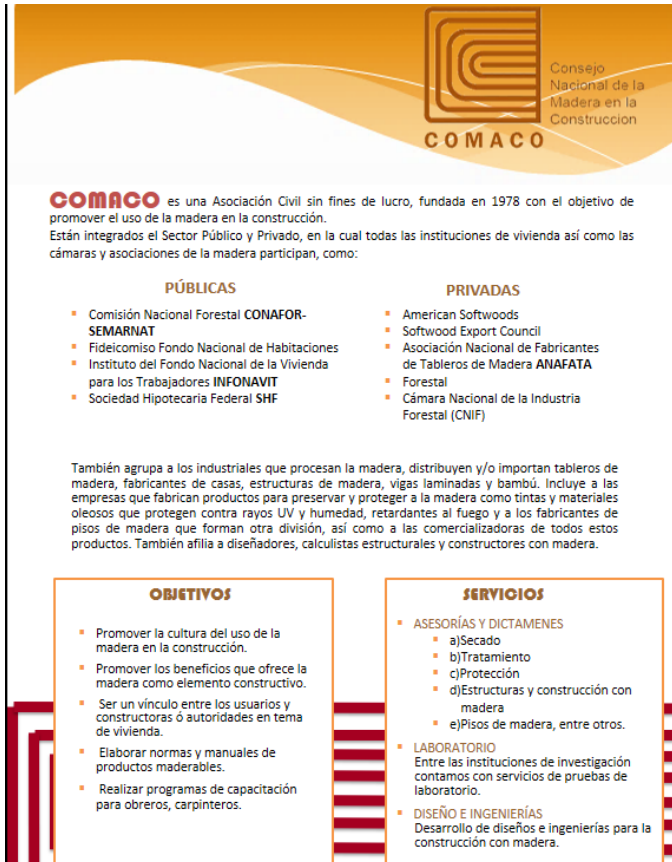 Consejo
Nacional de la
Madera en la
Construccion
COMACO
COMACO es una Asociación Civil sin fines de lucro, fundada en 1978 con el objetivo de
promover el uso de la madera en la construcción.
Están integrados el Sector Público y Privado, en la cual todas las instituciones de vivienda así como las
cámaras y asociaciones de la madera participan, como:
PÚBLICAS
Comisión Nacional Forestal CONAFOR-
SEMARNAT
Fideicomiso Fondo Nacional de Habitaciones
Instituto del Fondo Nacional de la Vivienda
para los Trabajadores INFONAVIT
Sociedad Hipotecaria Federal SHF
PRIVADAS
American Softwoods
Softwood Export Council
Asociación Nacional de Fabricantes
de Tableros de Madera ANAFATA
Forestal
Cámara Nacional de la Industria
Forestal (CNIF)
También agrupa a los industriales que procesan la madera, distribuyen y/o importan tableros de
madera, fabricantes de casas, estructuras de madera, vigas laminadas y bambú. Incluye a las
empresas que fabrican productos para preservar y proteger a la madera como tintas y materiales
oleosos que protegen contra rayos UV y humedad, retardantes al fuego y a los fabricantes de
pisos de madera que forman otra división, así como a las comercializadoras de todos estos
productos. También afilia a diseñadores, calculistas estructurales y constructores con madera.
OBJETIVOS
Promover la cultura del uso de la
madera en la construcción.
Promover los beneficios que ofrece la
madera como elemento constructivo.
Ser un vínculo entre los usuarios y
constructoras ó autoridades en tema
de vivienda.
Elaborar normas y manuales de
productos maderables.
Realizar programas de capacitación
para obreros, carpinteros.
SERVICIOS
ASESORÍAS Y DICTAMENES
a)Secado
b)Tratamiento
c)Protección
d)Estructuras y construcción con
madera
e)Pisos de madera, entre otros.
LABORATORIO
Entre las instituciones de investigación
contamos con servicios de pruebas de
laboratorio.
DISEÑO E INGENIERÍAS
Desarrollo de diseños e ingenierías para la
construcción con madera.